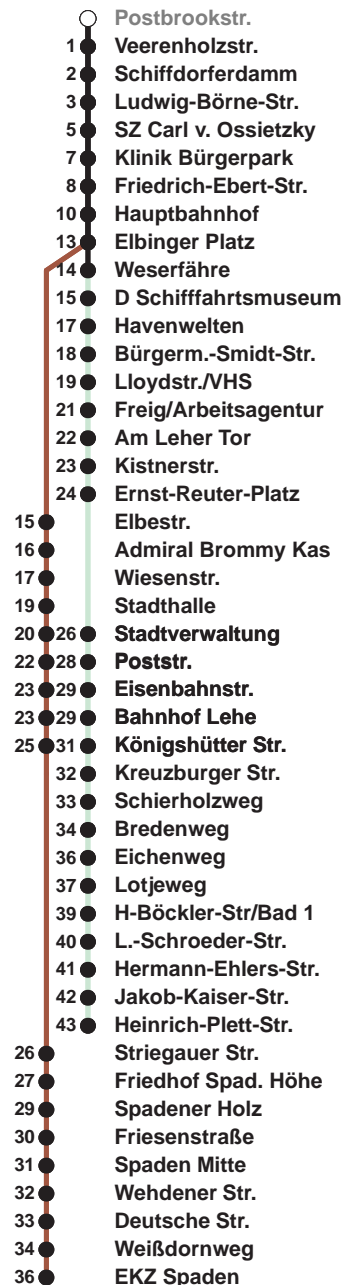 Postbrookstr.
1 Veerenholzstr.
2 Schiffdorferdamm
3 Ludwig-Börne-Str.
5 SZ Carl v. Ossietzky
7 Klinik Bürgerpark
8 Friedrich-Ebert-Str.
10 Hauptbahnhof
13 Elbinger Platz
14 Weserfähre
15 D Schifffahrtsmuseum
17 Havenwelten
18 Bürgerm.-Smidt-Str.
19 Lloydstr./VHS
21 Freig/Arbeitsagentur
22 Am Leher Tor
23 Kistnerstr.
24 Ernst-Reuter-Platz
15 Elbestr.
16 Admiral Brommy Kas
17 Wiesenstr.
19 Stadthalle
20 26 Stadtverwaltung
22 28 Poststr.
23 29 Eisenbahnstr.
23 29 Bahnhof Lehe
25 31 Königshütter Str.
32 Kreuzburger Str.
33 Schierholzweg
34 Bredenweg
36 Eichenweg
37 Lotjeweg
39 H-Böckler-Str/Bad 1
40 L.-Schroeder-Str.
41 Hermann-Ehlers-Str.
42 Jakob-Kaiser-Str.
43 Heinrich-Plett-Str.
26 Striegauer Str.
27 Friedhof Spad. Höhe
29 Spadener Holz
30 Friesenstraße
31 Spaden Mitte
32 Wehdener Str.
33 Deutsche Str.
34 Weißdornweg
36 EKZ Spaden